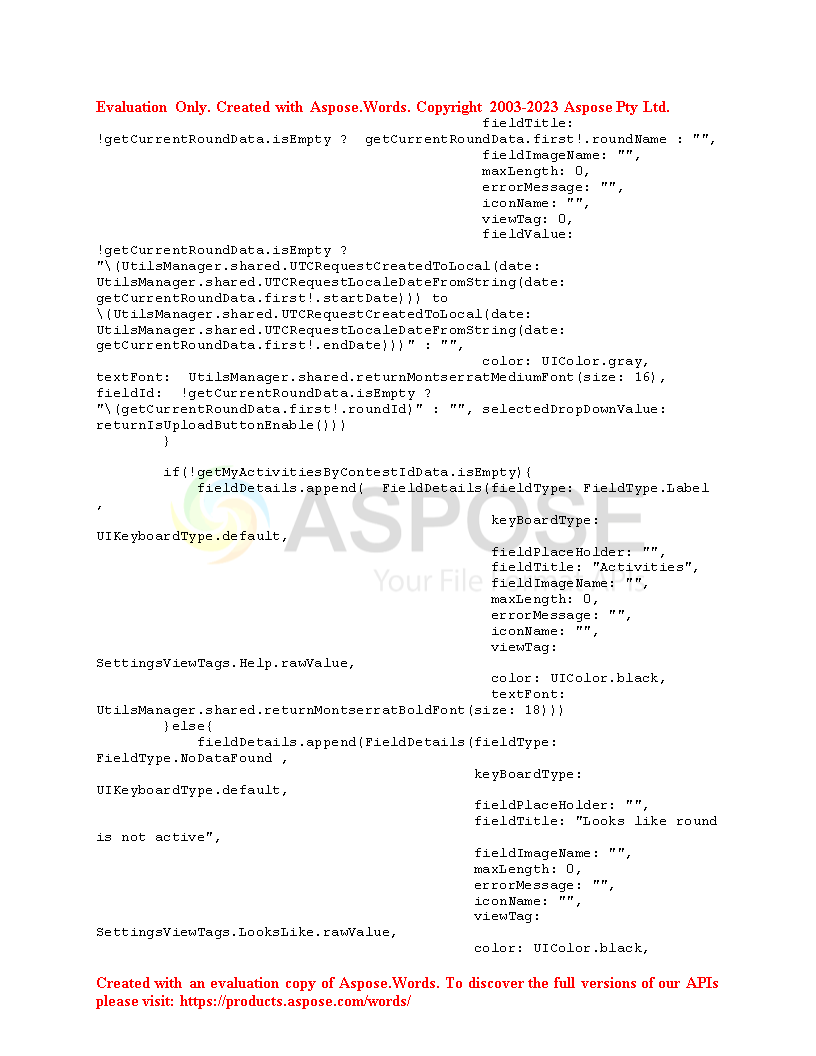 Evaluation Only. Created with Aspose.Words. Copyright 2003-2023 Aspose Pty Ltd.
fieldTitle:
!getCurrentRoundData.isEmpty ?  getCurrentRoundData.first!.roundName : "",
fieldImageName: "",
maxLength: 0,
errorMessage: "",
iconName: "",
viewTag: 0,
fieldValue:
!getCurrentRoundData.isEmpty ?
"\(UtilsManager.shared.UTCRequestCreatedToLocal(date:
UtilsManager.shared.UTCRequestLocaleDateFromString(date:
getCurrentRoundData.first!.startDate))) to
\(UtilsManager.shared.UTCRequestCreatedToLocal(date:
UtilsManager.shared.UTCRequestLocaleDateFromString(date:
getCurrentRoundData.first!.endDate)))" : "",
color: UIColor.gray,
textFont:  UtilsManager.shared.returnMontserratMediumFont(size: 16),
fieldId:  !getCurrentRoundData.isEmpty ?
"\(getCurrentRoundData.first!.roundId)" : "", selectedDropDownValue:
returnIsUploadButtonEnable()))
}
if(!getMyActivitiesByContestIdData.isEmpty){
fieldDetails.append(  FieldDetails(fieldType: FieldType.Label
,
keyBoardType:
UIKeyboardType.default,
fieldPlaceHolder: "",
fieldTitle: "Activities",
fieldImageName: "",
maxLength: 0,
errorMessage: "",
iconName: "",
viewTag:
SettingsViewTags.Help.rawValue,
color: UIColor.black,
textFont:
UtilsManager.shared.returnMontserratBoldFont(size: 18)))
}else{
fieldDetails.append(FieldDetails(fieldType:
FieldType.NoDataFound ,
keyBoardType:
UIKeyboardType.default,
fieldPlaceHolder: "",
fieldTitle: "Looks like round
is not active",
fieldImageName: "",
maxLength: 0,
errorMessage: "",
iconName: "",
viewTag:
SettingsViewTags.LooksLike.rawValue,
color: UIColor.black,
ASPOSE
Your File Format APIs
Created with an evaluation copy of Aspose.Words. To discover the full versions of our APIs
please visit: https://products.aspose.com/words/